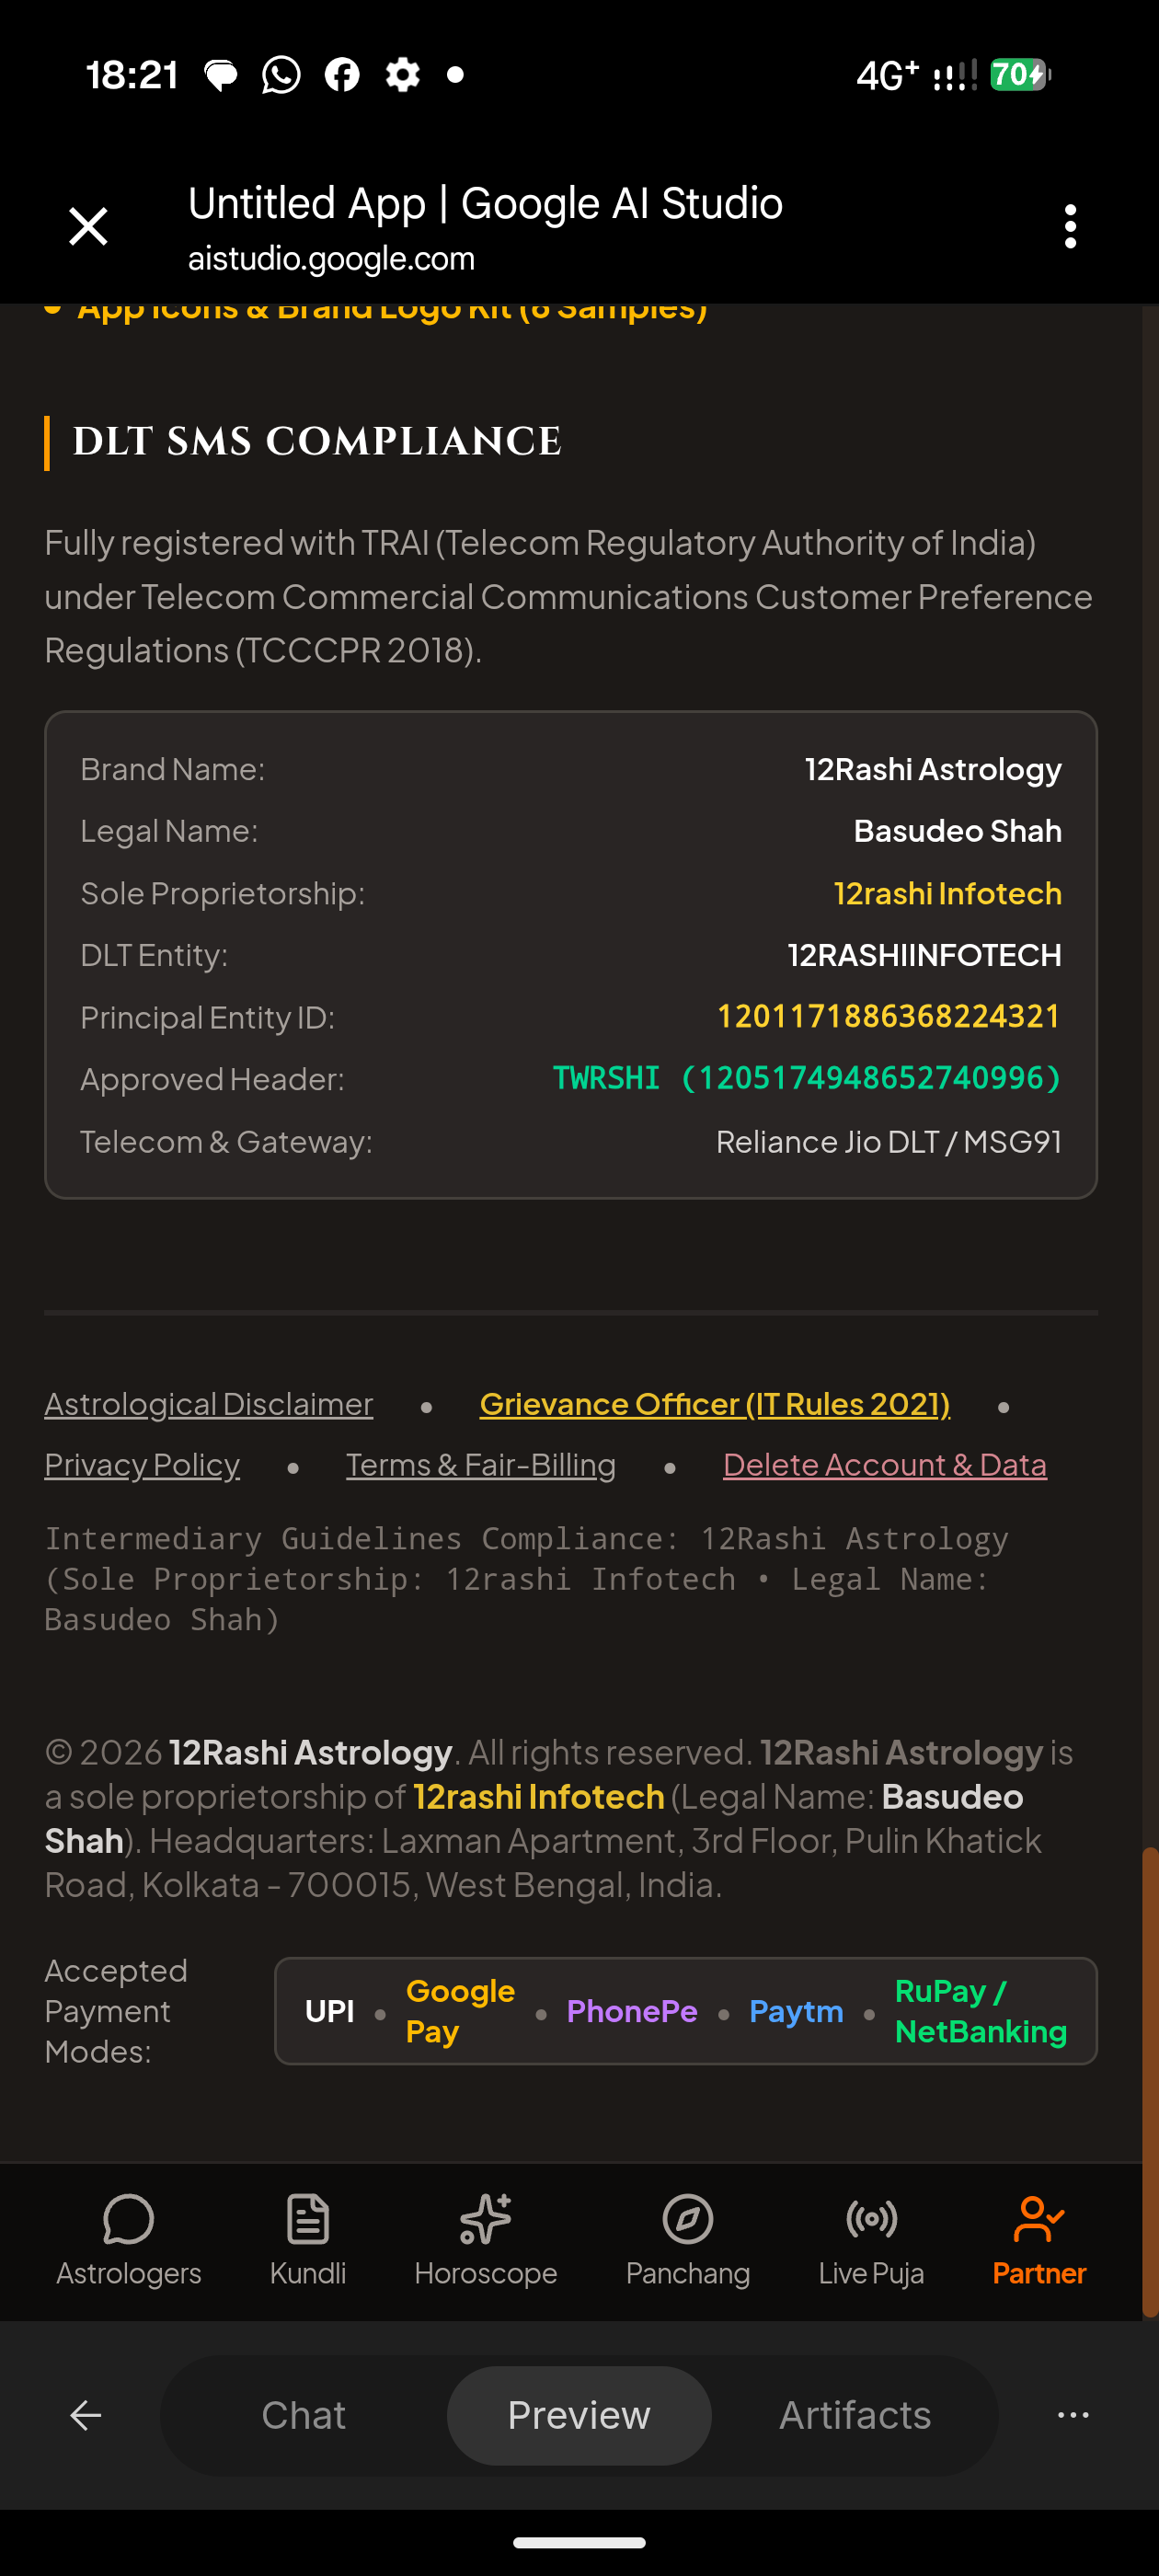 18:21
4G+
70
Untitled App | Google AI Studio
aistudio.google.com
App Icons & Brand Logo Kit (6 Samples)
DLT SMS COMPLIANCE
Fully registered with TRAI (Telecom Regulatory Authority of India)
under Telecom Commercial Communications Customer Preference
Regulations (TCCCPR 2018).
Brand Name: 12Rashi Astrology
Legal Name: Basudeo Shah
Sole Proprietorship: 12rashi Infotech
DLT Entity: 12RASHIINFOTECH
Principal Entity ID: 1201171886368224321
Approved Header: TWRSHI (1205174948652740996)
Telecom & Gateway: Reliance Jio DLT / MSG91
Astrological Disclaimer • Grievance Officer (IT Rules 2021) •
Privacy Policy • Terms & Fair-Billing • Delete Account & Data
Intermediary Guidelines Compliance: 12Rashi Astrology
(Sole Proprietorship: 12rashi Infotech • Legal Name:
Basudeo Shah)
© 2026 12Rashi Astrology. All rights reserved. 12Rashi Astrology is
a sole proprietorship of 12rashi Infotech (Legal Name: Basudeo
Shah). Headquarters: Laxman Apartment, 3rd Floor, Pulin Khatick
Road, Kolkata - 700015, West Bengal, India.
Accepted
Payment
Modes:
UPI • Google Pay • PhonePe • Paytm • RuPay / NetBanking
Astrologers Kundli Horoscope Panchang Live Puja Partner
Chat Preview Artifacts